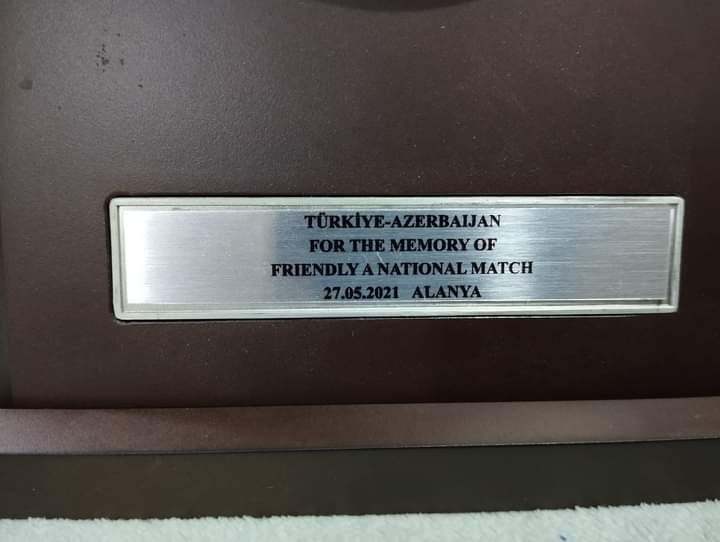 TÜRKİYE-AZERBAIJAN
FOR THE MEMORY OF
FRIENDLY A NATIONAL MATCH
27.05.2021 ALANYA